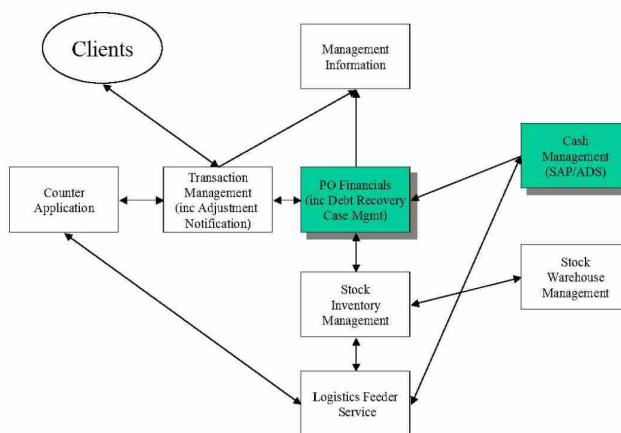 Clients
Management
Information
Cash
Management
(SAP/ADS)
Counter
Application
Transaction
Management
(inc Adjustment
Notification)
PO Financials
(inc Debt Recovery
Case Mgmt)
Stock
Inventory
Management
Stock
Warehouse
Management
Logistics Feeder
Service